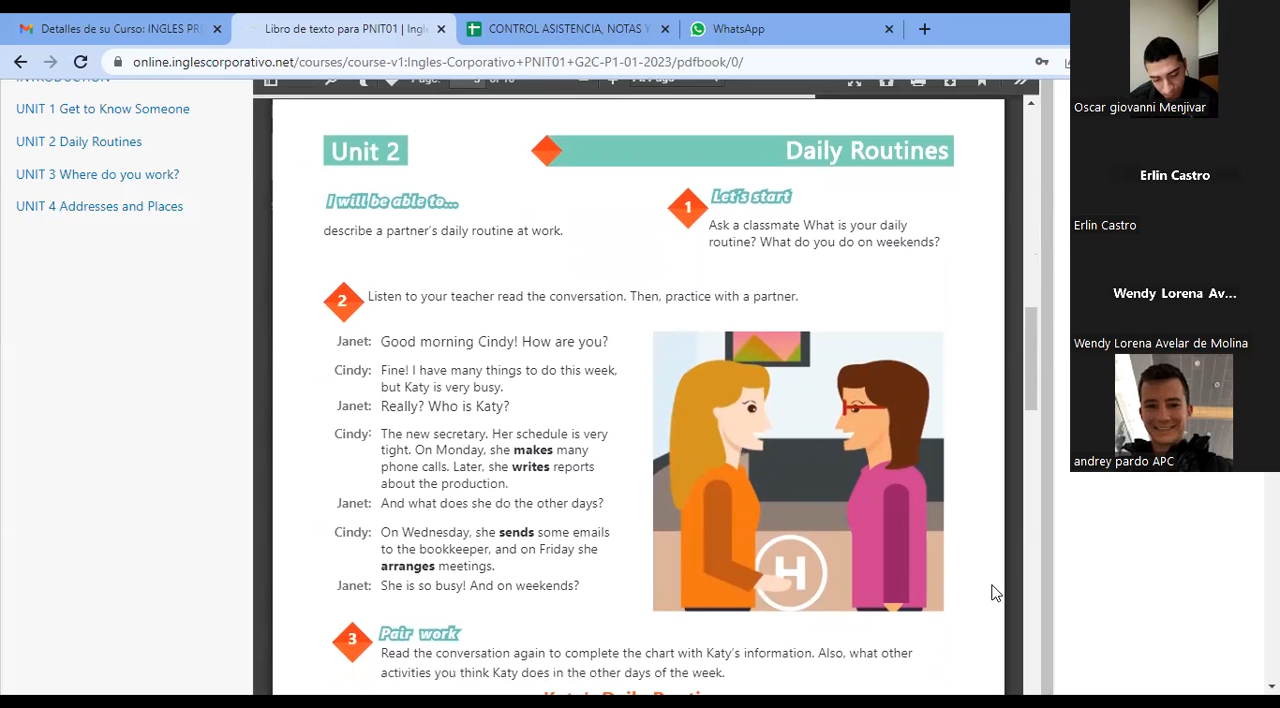 Detalles de su Curso: INGLES PR
Libro de texto para PNIT01 | Ingl
CONTROL ASISTENCIA, NOTAS Y
WhatsApp
online.inglescorporativo.net/courses/course-v1:Ingles-Corporativo+PNIT01+G2C-P1-01-2023/pdfbook/0/
UNIT 1 Get to Know Someone
UNIT 2 Daily Routines
UNIT 3 Where do you work?
UNIT 4 Addresses and Places
Unit 2
Daily Routines
I will be able to...
describe a partner's daily routine at work.
1
Let's start
Ask a classmate What is your daily
routine? What do you do on weekends?
2
Listen to your teacher read the conversation. Then, practice with a partner.
Janet: Good morning Cindy! How are you?
Cindy: Fine! I have many things to do this week,
but Katy is very busy.
Janet: Really? Who is Katy?
Cindy: The new secretary. Her schedule is very
tight. On Monday, she makes many
phone calls. Later, she writes reports
about the production.
Janet: And what does she do the other days?
Cindy: On Wednesday, she sends some emails
to the bookkeeper, and on Friday she
arranges meetings.
Janet: She is so busy! And on weekends?
H
3
Pair work
Read the conversation again to complete the chart with Katy's information. Also, what other
activities you think Katy does in the other days of the week.
Oscar giovanni Menjivar
Erlin Castro
Erlin Castro
Wendy Lorena Av...
Wendy Lorena Avelar de Molina
andrey pardo APC